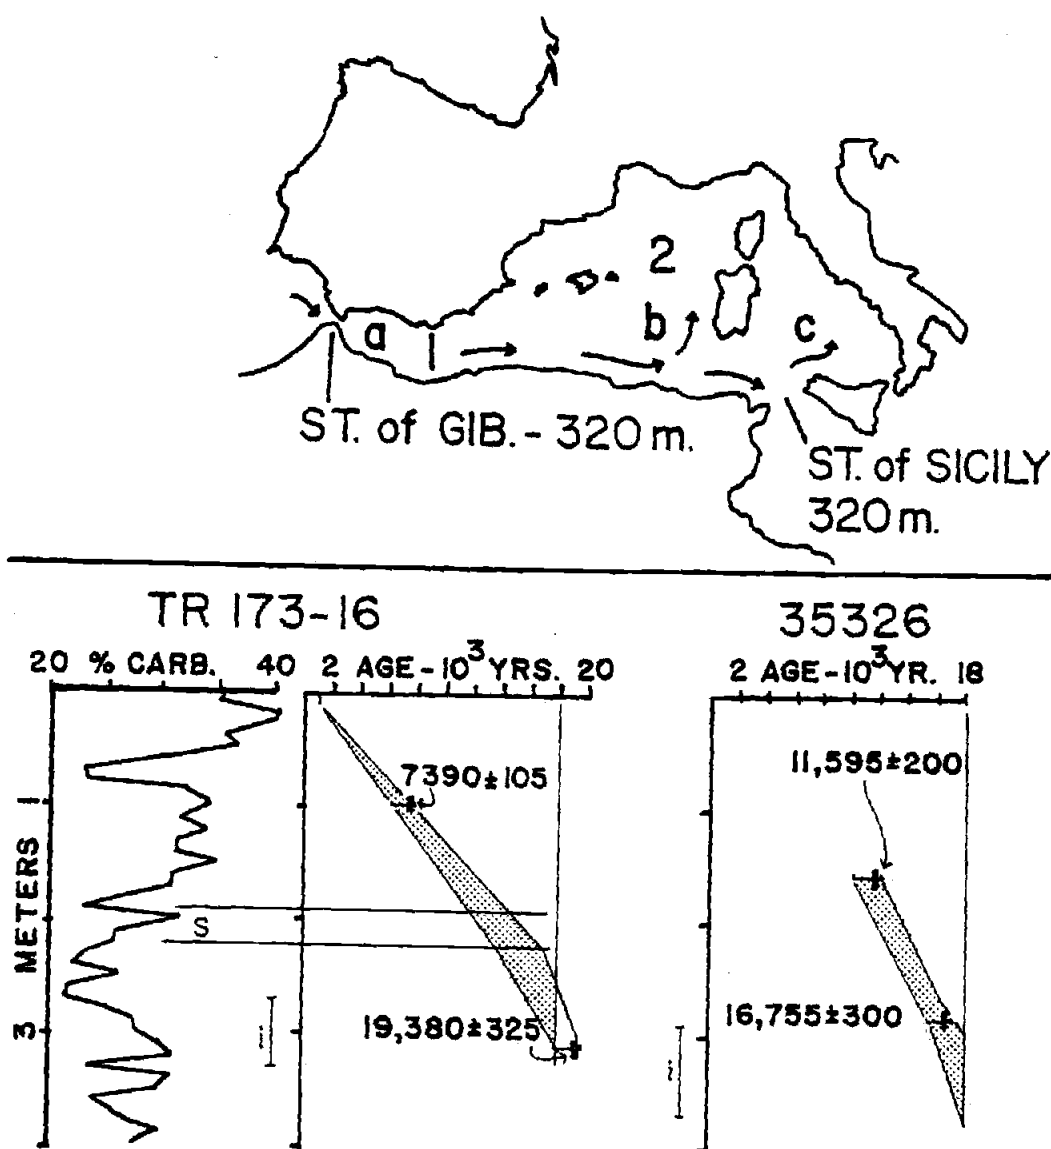 2
b
c
a
ST. of GIB. - 320 m.
ST. of SICILY
320 m.
TR 173-16
35326
20 % CARB. 40
2 AGE-10³ YRS. 20
2 AGE-10³ YR. 18
7390±105
11,595±200
METERS
1
S
3
19,380±325
16,755±300